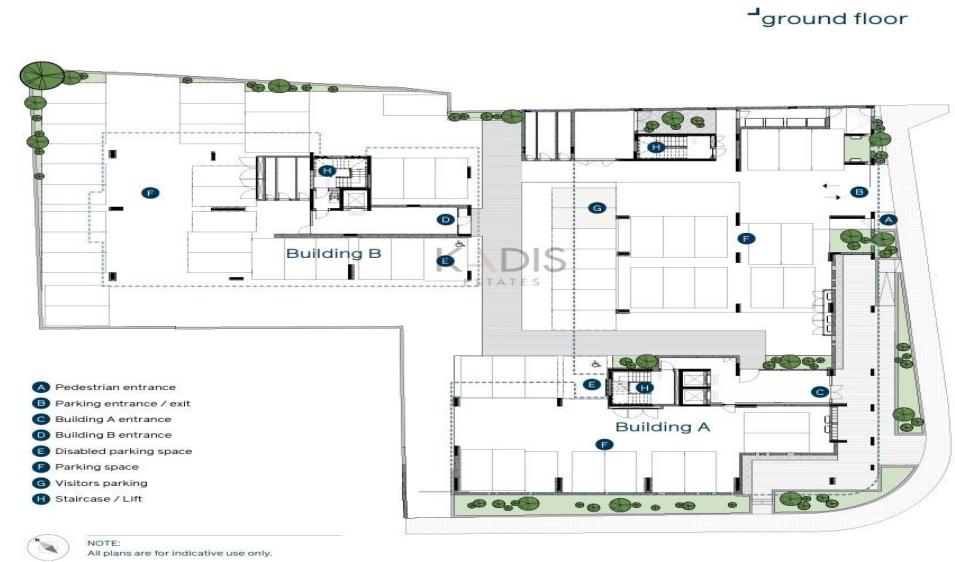 ground floor
H
H
F
B
G
D
A
F
Building B
E
KADIS
ESTATES
A Pedestrian entrance
B Parking entrance / exit
C Building A entrance
D Building B entrance
E Disabled parking space
F Parking space
G Visitors parking
H Staircase / Lift
E
H
C
Building A
F
N
NOTE:
All plans are for indicative use only.